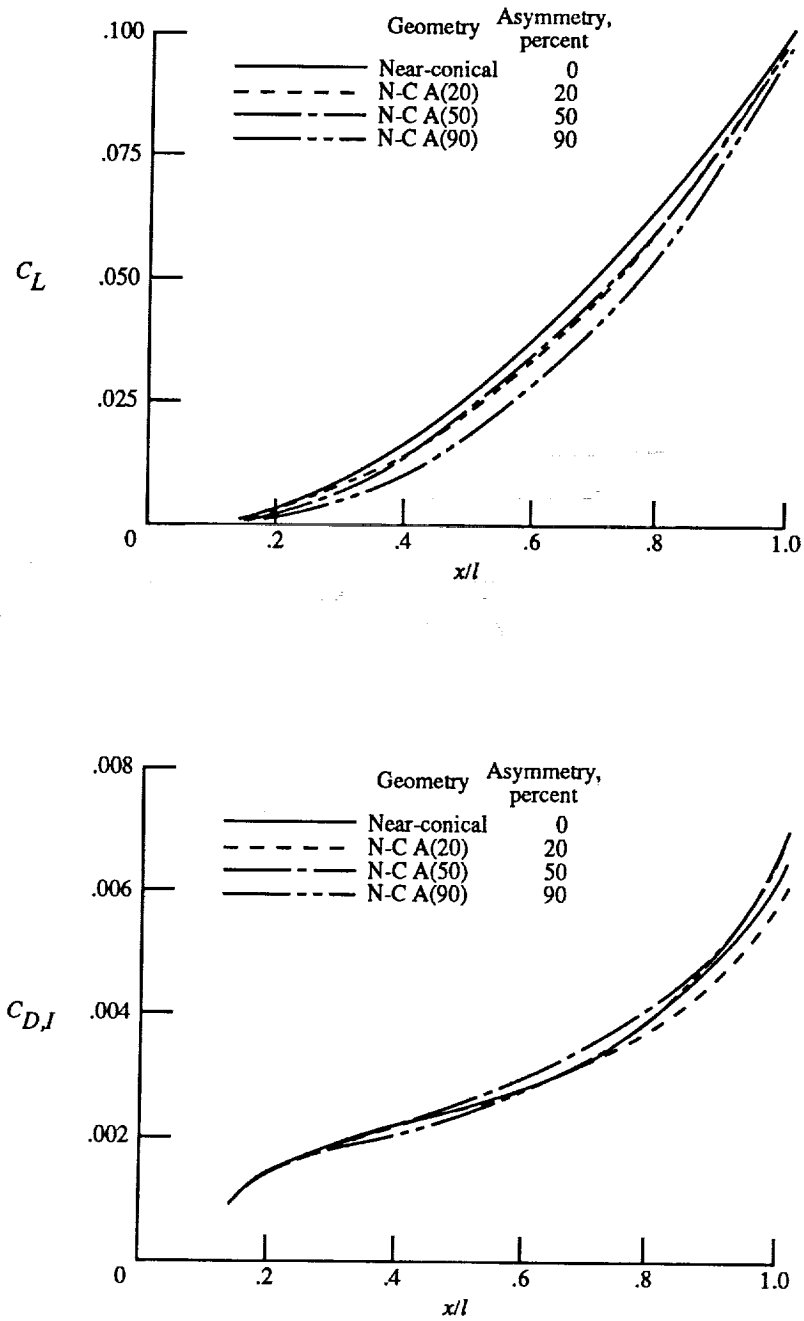 .100
.075
.050
.025
0
C_L
Geometry Asymmetry, percent
Near-conical 0
N-C A(20) 20
N-C A(50) 50
N-C A(90) 90
.2 .4 .6 .8 1.0
x/l
.008
.006
.004
.002
0
C_{D,I}
Geometry Asymmetry, percent
Near-conical 0
N-C A(20) 20
N-C A(50) 50
N-C A(90) 90
.2 .4 .6 .8 1.0
x/l